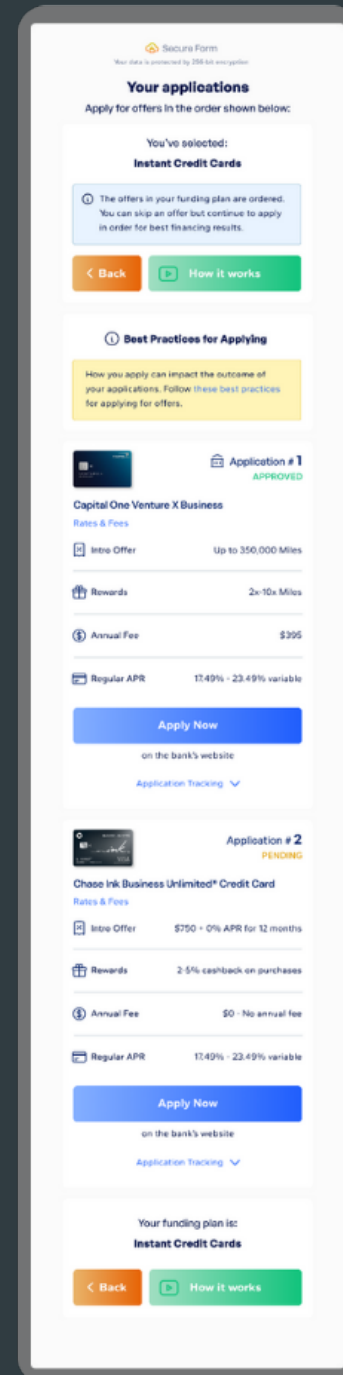 Secure Form
Your data is protected by 256-bit encryption
Your applications
Apply for offers in the order shown below:
You've selected:
Instant Credit Cards
The offers in your funding plan are ordered.
You can skip an offer but continue to apply
in order for best financing results.
Back
How it works
Best Practices for Applying
How you apply can impact the outcome of
your applications. Follow these best practices
for applying for offers.
Application # 1
APPROVED
Capital One Venture X Business
Rates & Fees
Intro Offer Up to 350,000 Miles
Rewards 2x-10x Miles
Annual Fee $395
Regular APR 17.49% - 23.49% variable
Apply Now
on the bank's website
Application Tracking
ink
VISA
Application # 2
PENDING
Chase Ink Business Unlimited® Credit Card
Rates & Fees
Intro Offer $750 + 0% APR for 12 months
Rewards 2-5% cashback on purchases
Annual Fee $0 - No annual fee
Regular APR 17.49% - 23.49% variable
Apply Now
on the bank's website
Application Tracking
Your funding plan is:
Instant Credit Cards
Back
How it works